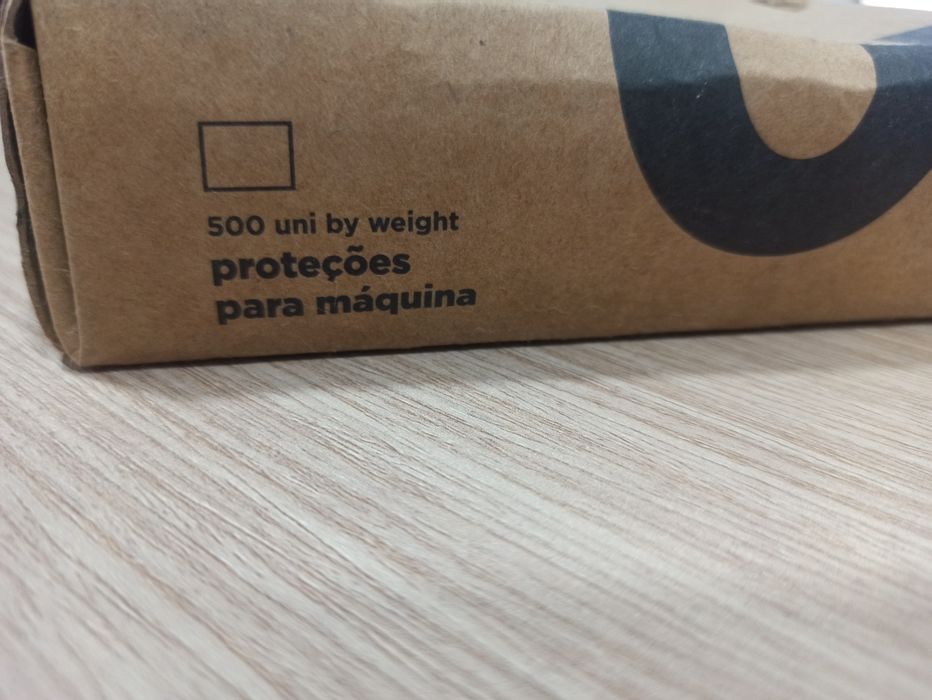 500 uni by weight
proteções
para máquina